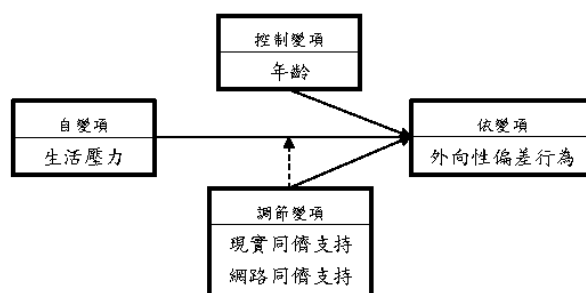 控制變項
年齡
自變項
生活壓力
依變項
外向性偏差行為
調節變項
現實同儕支持
網路同儕支持